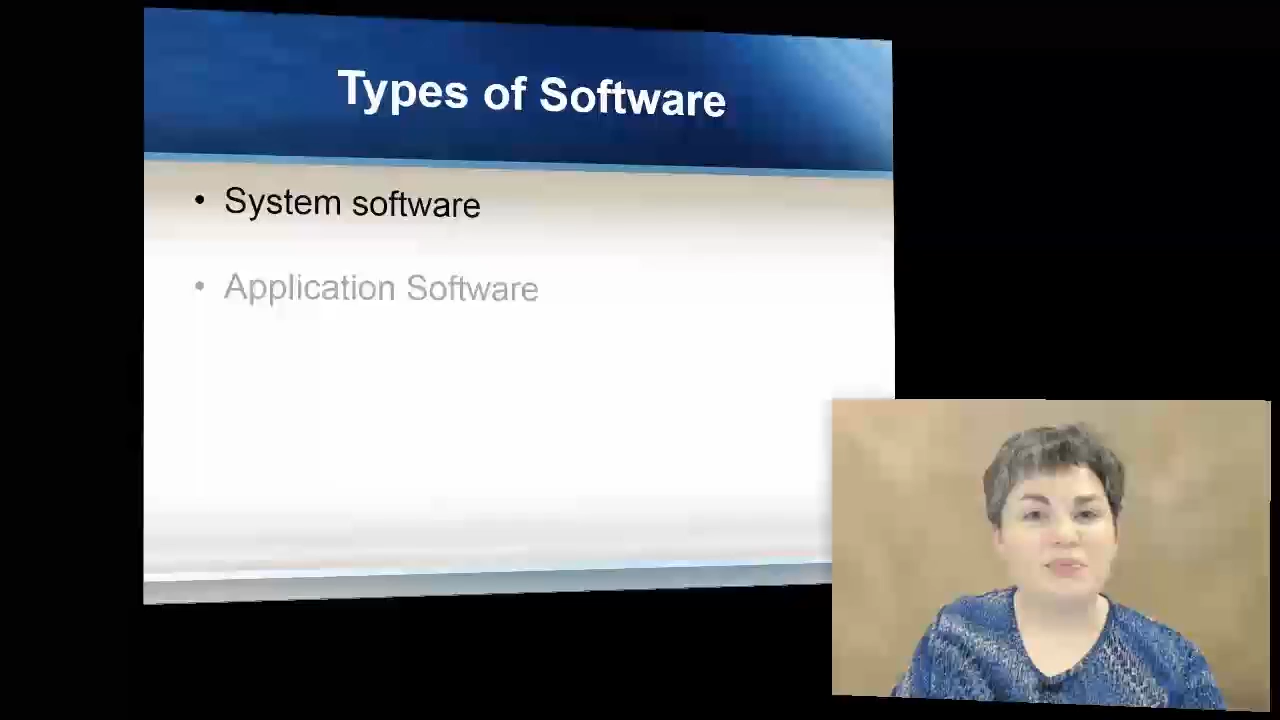 Types of Software
• System software
• Application Software